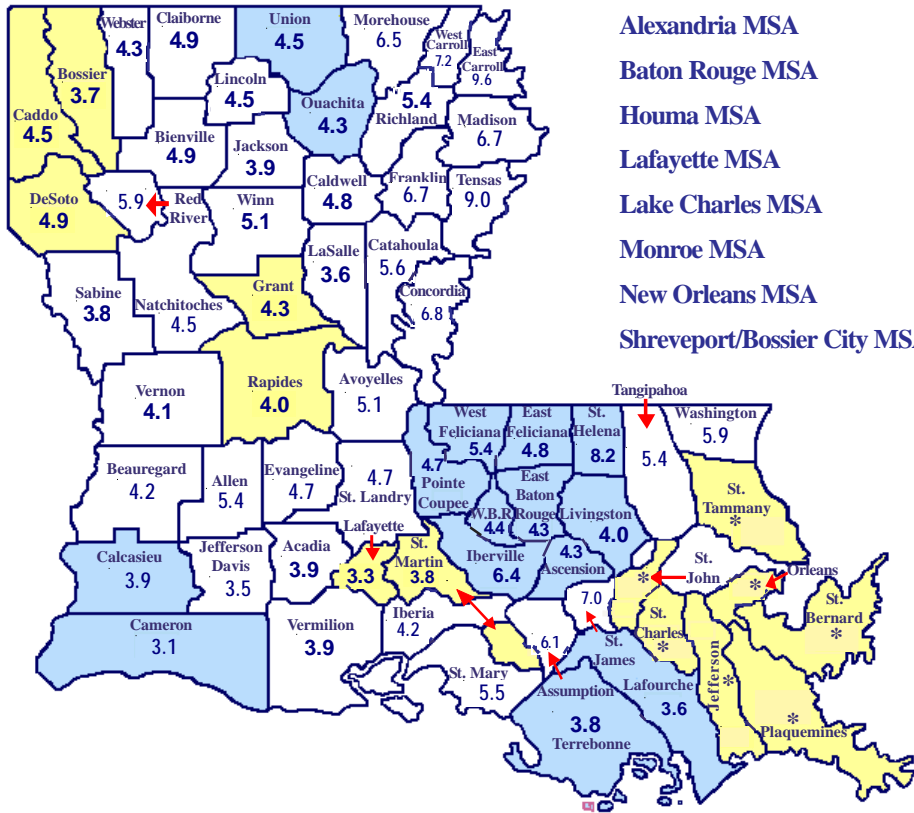 Alexandria MSA
Baton Rouge MSA
Houma MSA
Lafayette MSA
Lake Charles MSA
Monroe MSA
New Orleans MSA
Shreveport/Bossier City MSA
Webster
4.3
Claiborne
4.9
Union
4.5
Morehouse
6.5
West
Carroll
7.2
East
Carroll
9.6
Bossier
3.7
Caddo
4.5
Lincoln
4.5
Ouachita
4.3
5.4
Richland
Madison
6.7
Bienville
4.9
Jackson
3.9
Caldwell
4.8
Franklin
6.7
Tensas
9.0
DeSoto
4.9
5.9
Red
River
Winn
5.1
LaSalle
3.6
Catahoula
5.6
Concordia
6.8
Sabine
3.8
Natchitoches
4.5
Grant
4.3
Vernon
4.1
Rapides
4.0
Avoyelles
5.1
Tangipahoa
5.4
Washington
5.9
West
Feliciana
5.4
East
Feliciana
4.8
St.
Helena
8.2
4.7
Pointe
Coupee
Beauregard
4.2
Allen
5.4
Evangeline
4.7
4.7
St. Landry
W.B.R.
4.4
East
Baton
Rouge
4.3
Livingston
4.0
St.
Tammany
*
Calcasieu
3.9
Jefferson
Davis
3.5
Acadia
3.9
Lafayette
3.3
St.
Martin
3.8
Iberville
6.4
4.3
Ascension
St.
John
*
Orleans
*
St.
Bernard
*
Cameron
3.1
Vermilion
3.9
Iberia
4.2
7.0
St.
James
St.
Charles
*
Jefferson
*
St. Mary
5.5
6.1
Assumption
Lafourche
3.6
3.8
Terrebonne
*
Plaquemines